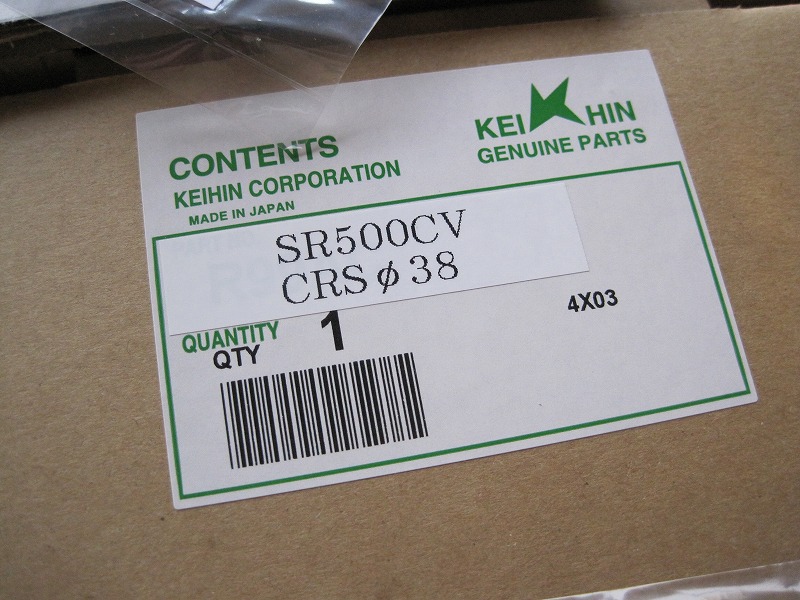 CONTENTS
KEIHIN CORPORATION
MADE IN JAPAN
KEIHIN
GENUINE PARTS
SR500CV
CRSφ38
QUANTITY
QTY
1
4X03